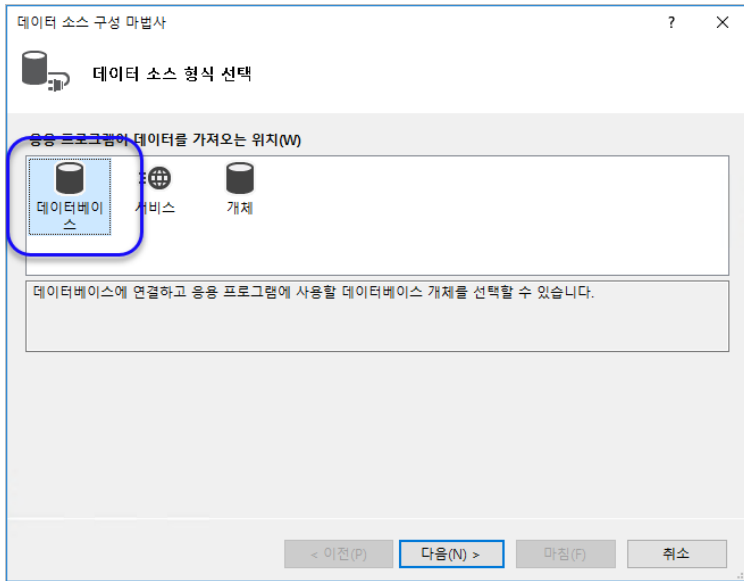 데이터 소스 구성 마법사
데이터 소스 형식 선택
응용 프로그램이 데이터를 가져오는 위치(W)
데이터베이
스
서비스
개체
데이터베이스에 연결하고 응용 프로그램에 사용할 데이터베이스 개체를 선택할 수 있습니다.
< 이전(P)
다음(N) >
마침(F)
취소